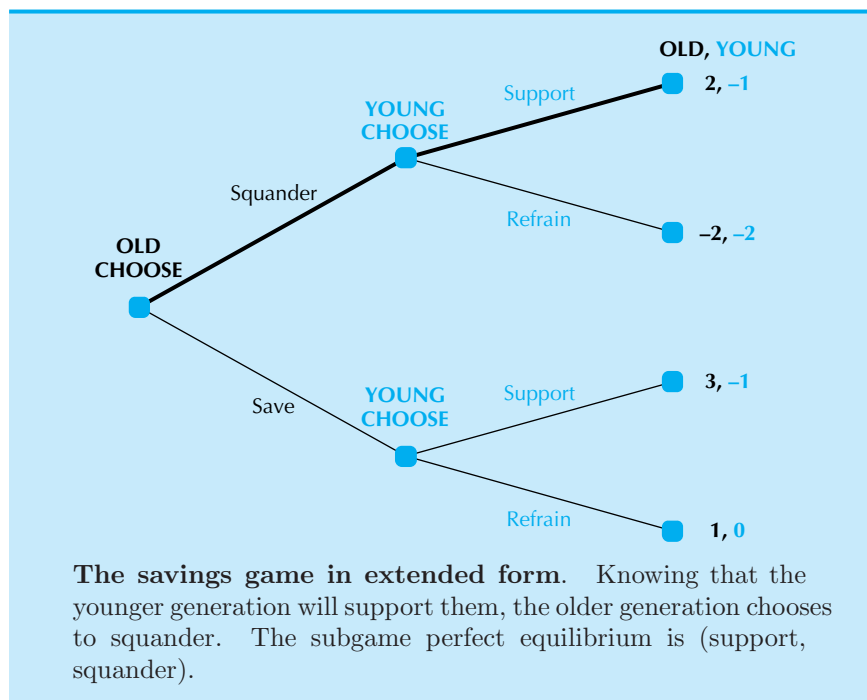 OLD, YOUNG
2, –1
Support
YOUNG
CHOOSE
Squander
Refrain
–2, –2
OLD
CHOOSE
3, –1
YOUNG
CHOOSE
Support
Save
Refrain
1, 0
The savings game in extended form. Knowing that the
younger generation will support them, the older generation chooses
to squander. The subgame perfect equilibrium is (support,
squander).